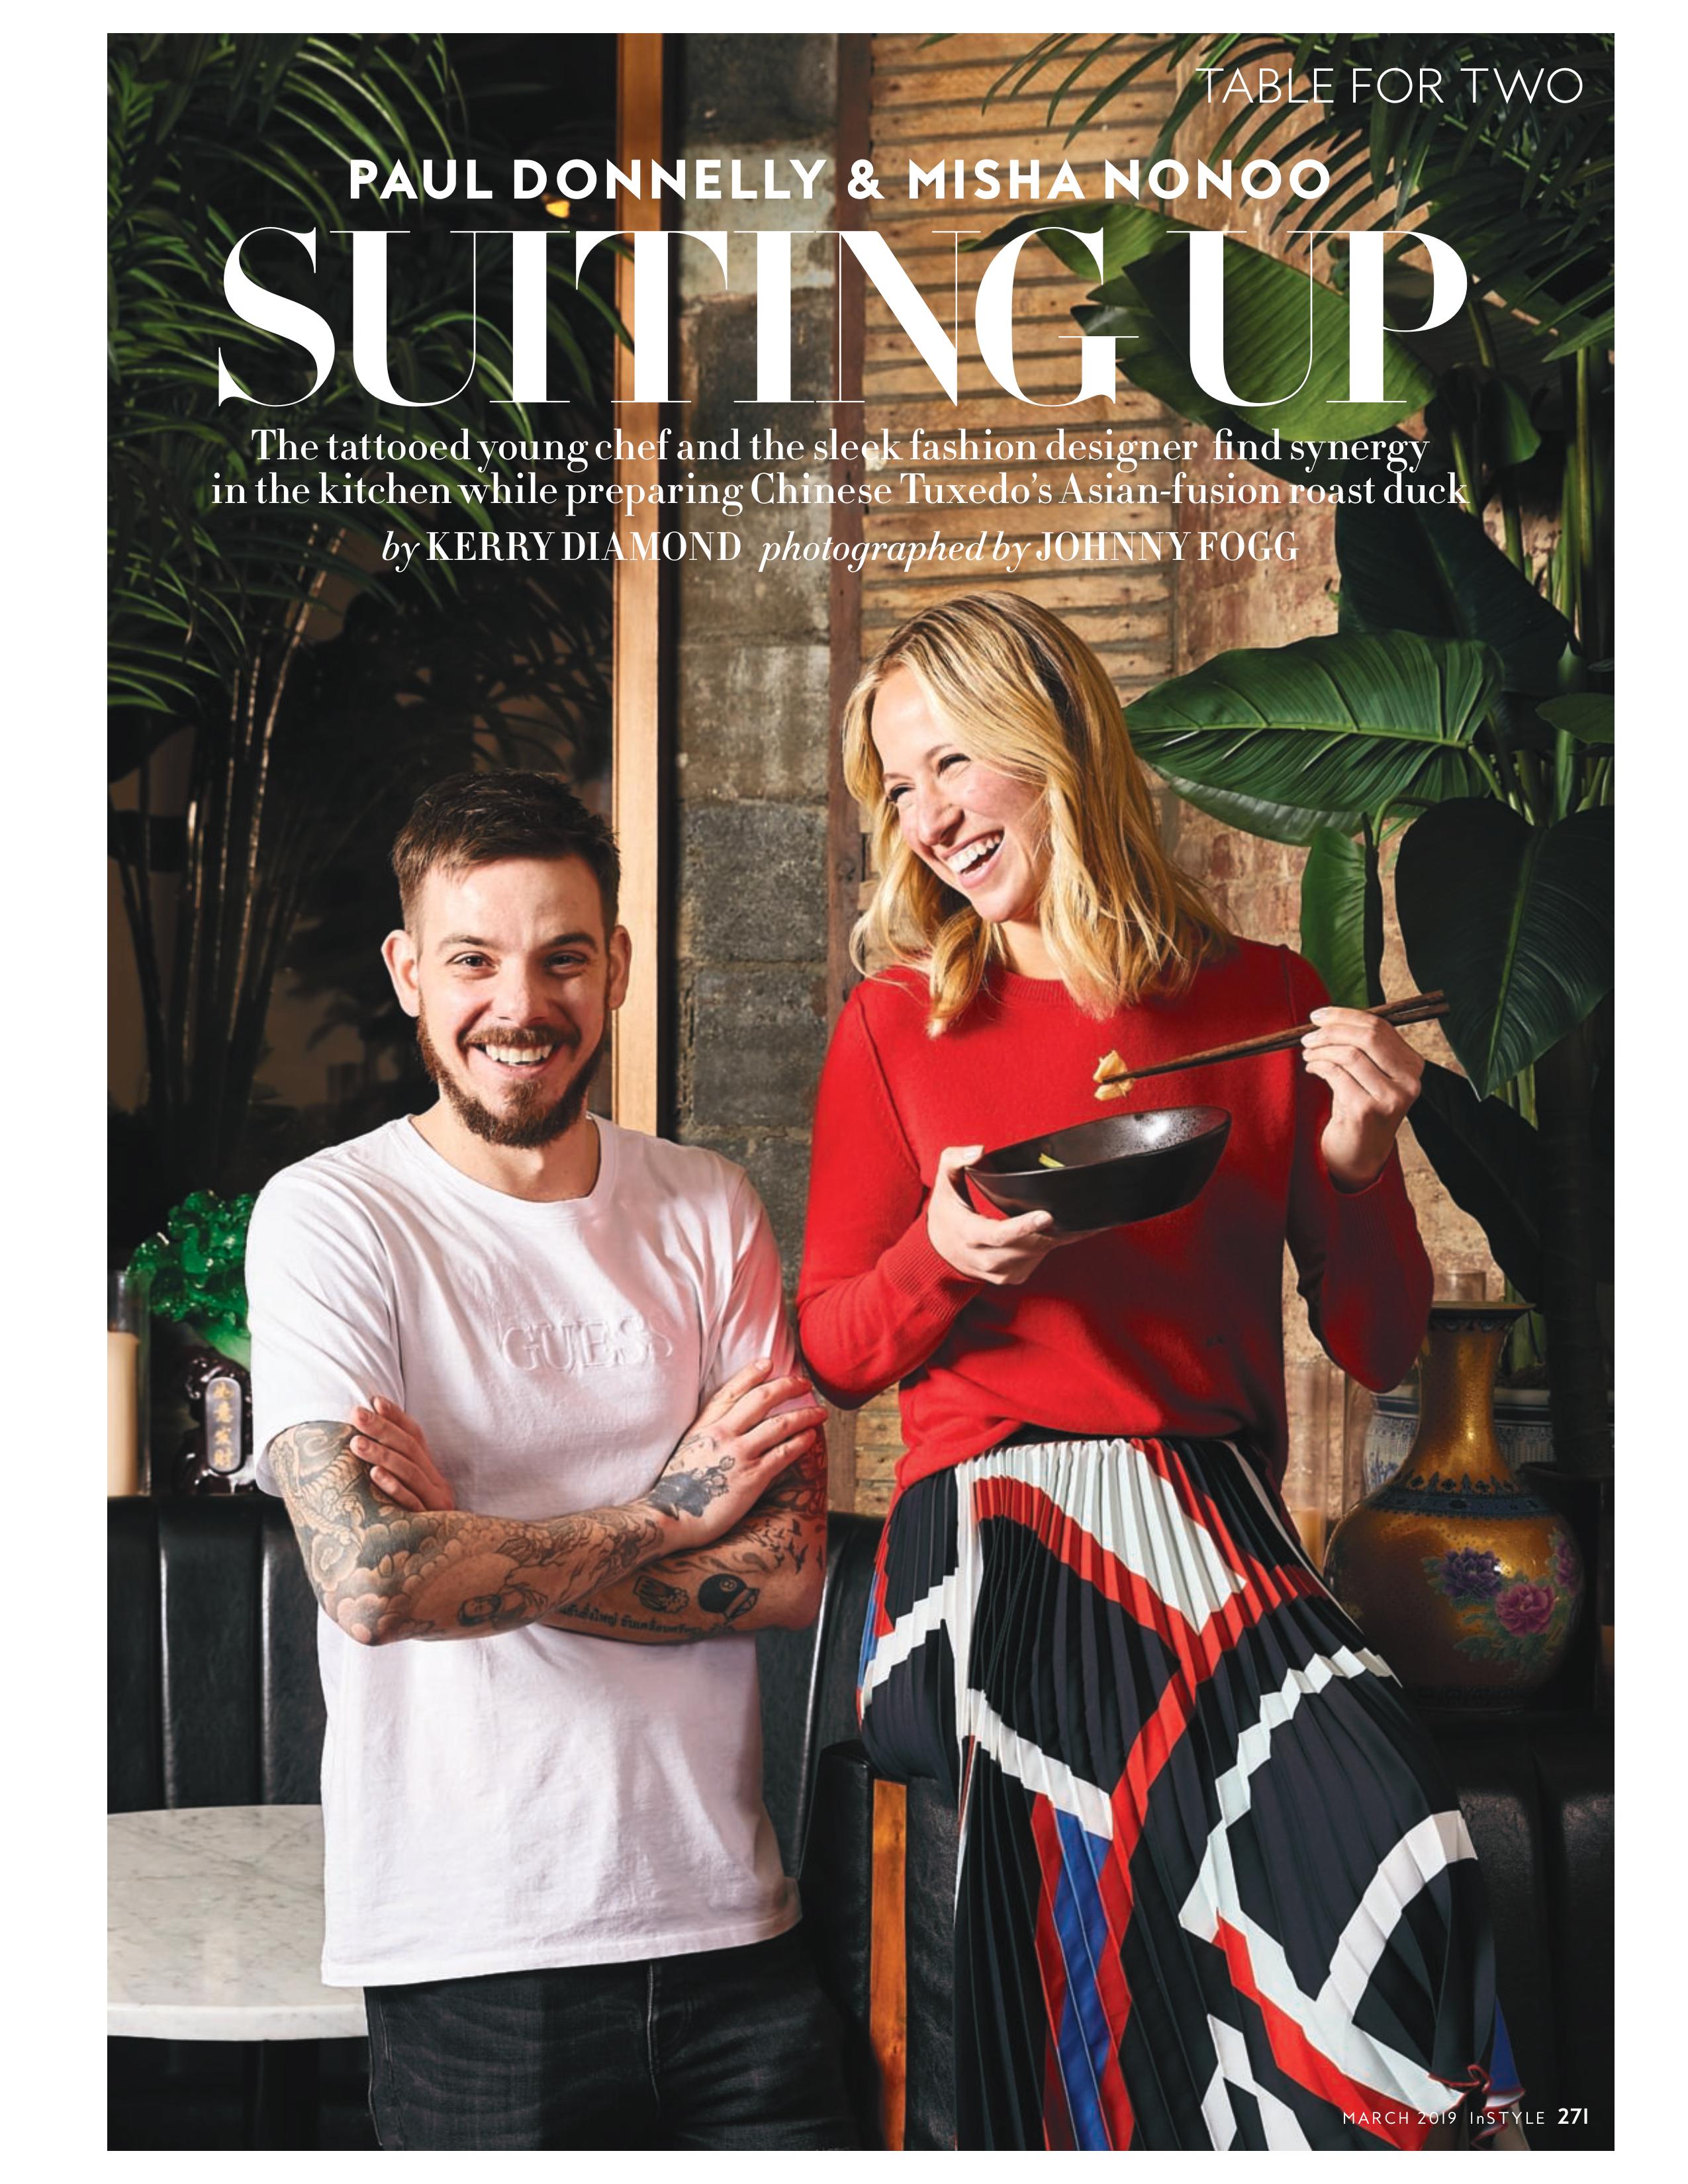 TABLE FOR TWO
PAUL DONNELLY & MISHA NONOO
SUITING UP
The tattooed young chef and the sleek fashion designer find synergy
in the kitchen while preparing Chinese Tuxedo's Asian-fusion roast duck
by KERRY DIAMOND photographed by JOHNNY FOGG
GUESS
MARCH 2019 InSTYLE 271